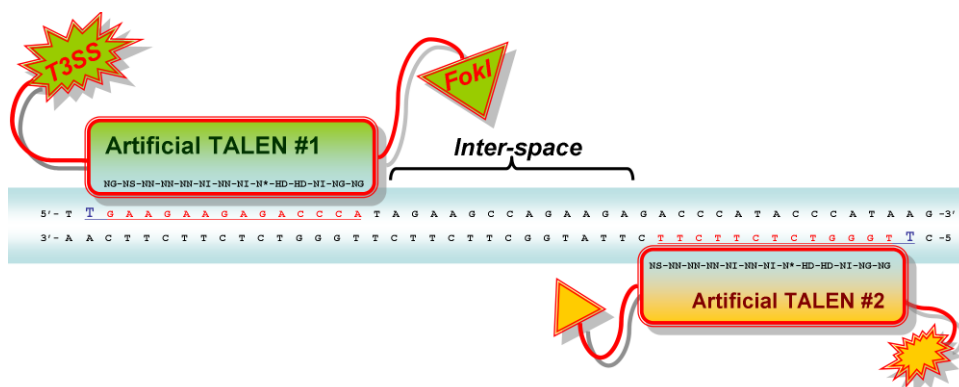 T3SS
FokI
Artificial TALEN #1
Inter-space
NG-NS-NN-NN-NN-NI-NN-NI-N*-HD-HD-NI-NG-NG
5'- T T G A A G A A G A G A C C C A T A G A A G C C A G A A G A G A C C C A T A C C C A T A A G -3'
3'- A A C T T C T T C T C T G G G T T C T T C T T C G G T A T T C T T C T T C T C T G G G T T C -5
NS-NN-NN-NN-NI-NN-NI-N*-HD-HD-NI-NG-NG
Artificial TALEN #2